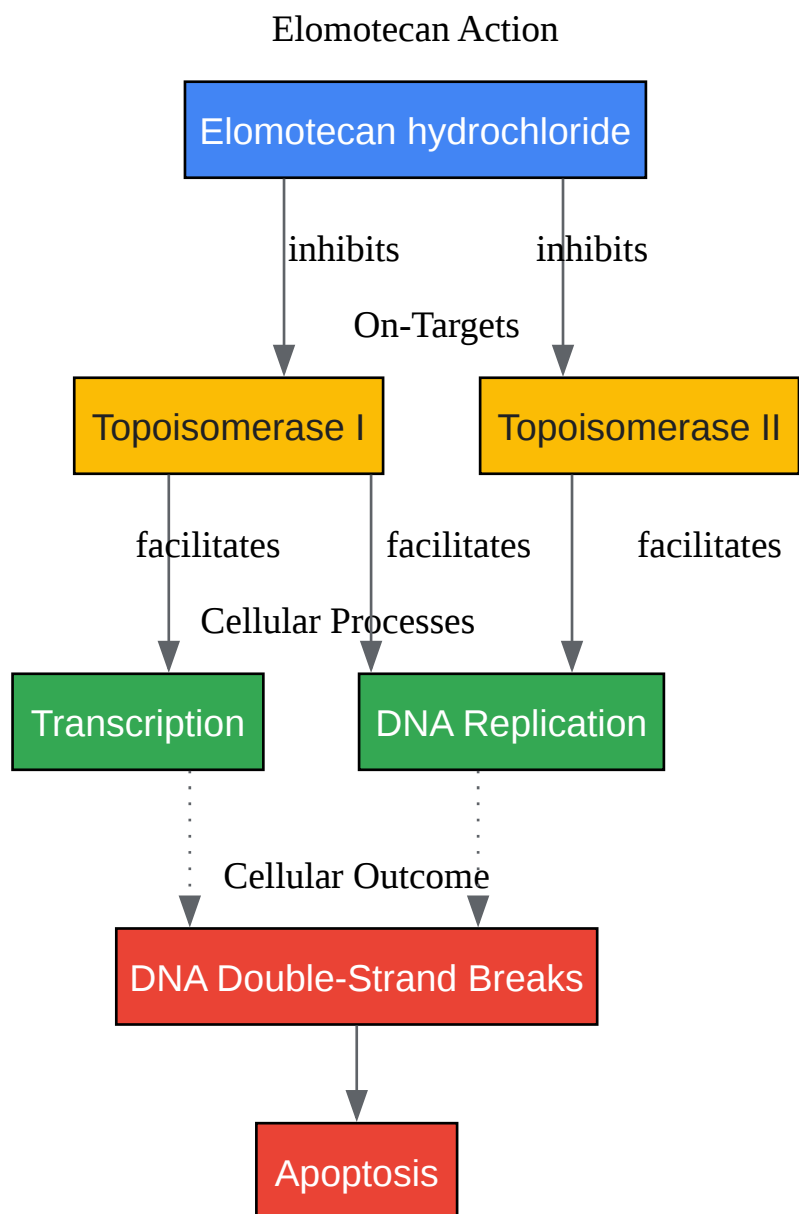 Elomotecan Action
Elomotecan hydrochloride
inhibits
inhibits
On-Targets
Topoisomerase I
Topoisomerase II
facilitates
facilitates
facilitates
Cellular Processes
Transcription
DNA Replication
Cellular Outcome
DNA Double-Strand Breaks
Apoptosis